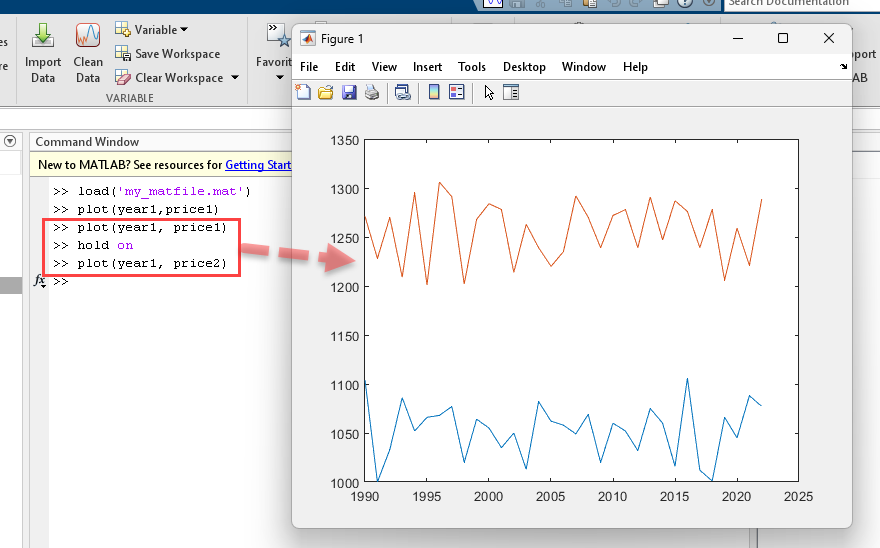 Search Documentation
Variable
Save Workspace
Clear Workspace
Import
Data
Clean
Data
VARIABLE
Favorit
port
AB
es
re
Figure 1
File Edit View Insert Tools Desktop Window Help
Command Window
New to MATLAB? See resources for Getting Start
>> load('my_matfile.mat')
>> plot(year1,price1)
>> plot(year1, price1)
>> hold on
>> plot(year1, price2)
fx >>
1350
1300
1250
1200
1150
1100
1050
1000
1990 1995 2000 2005 2010 2015 2020 2025